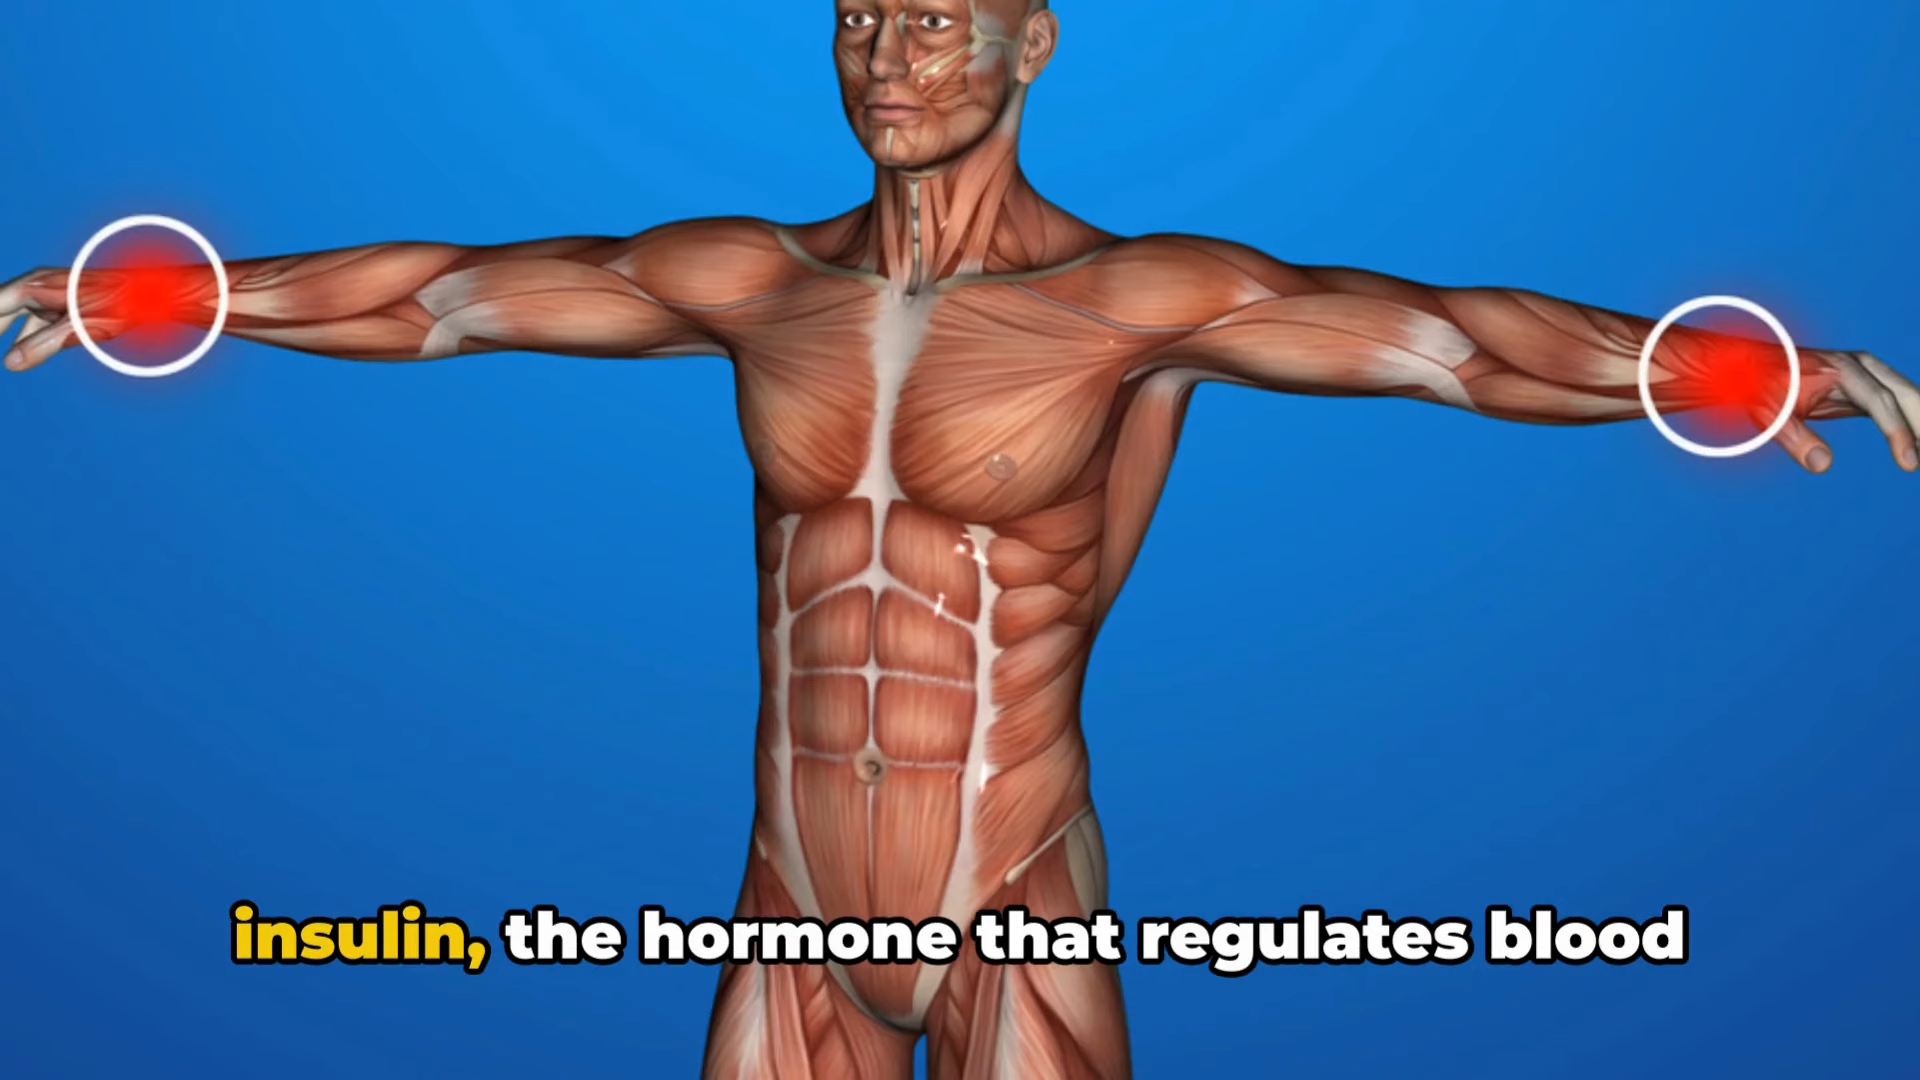 insulin, the hormone that regulates blood